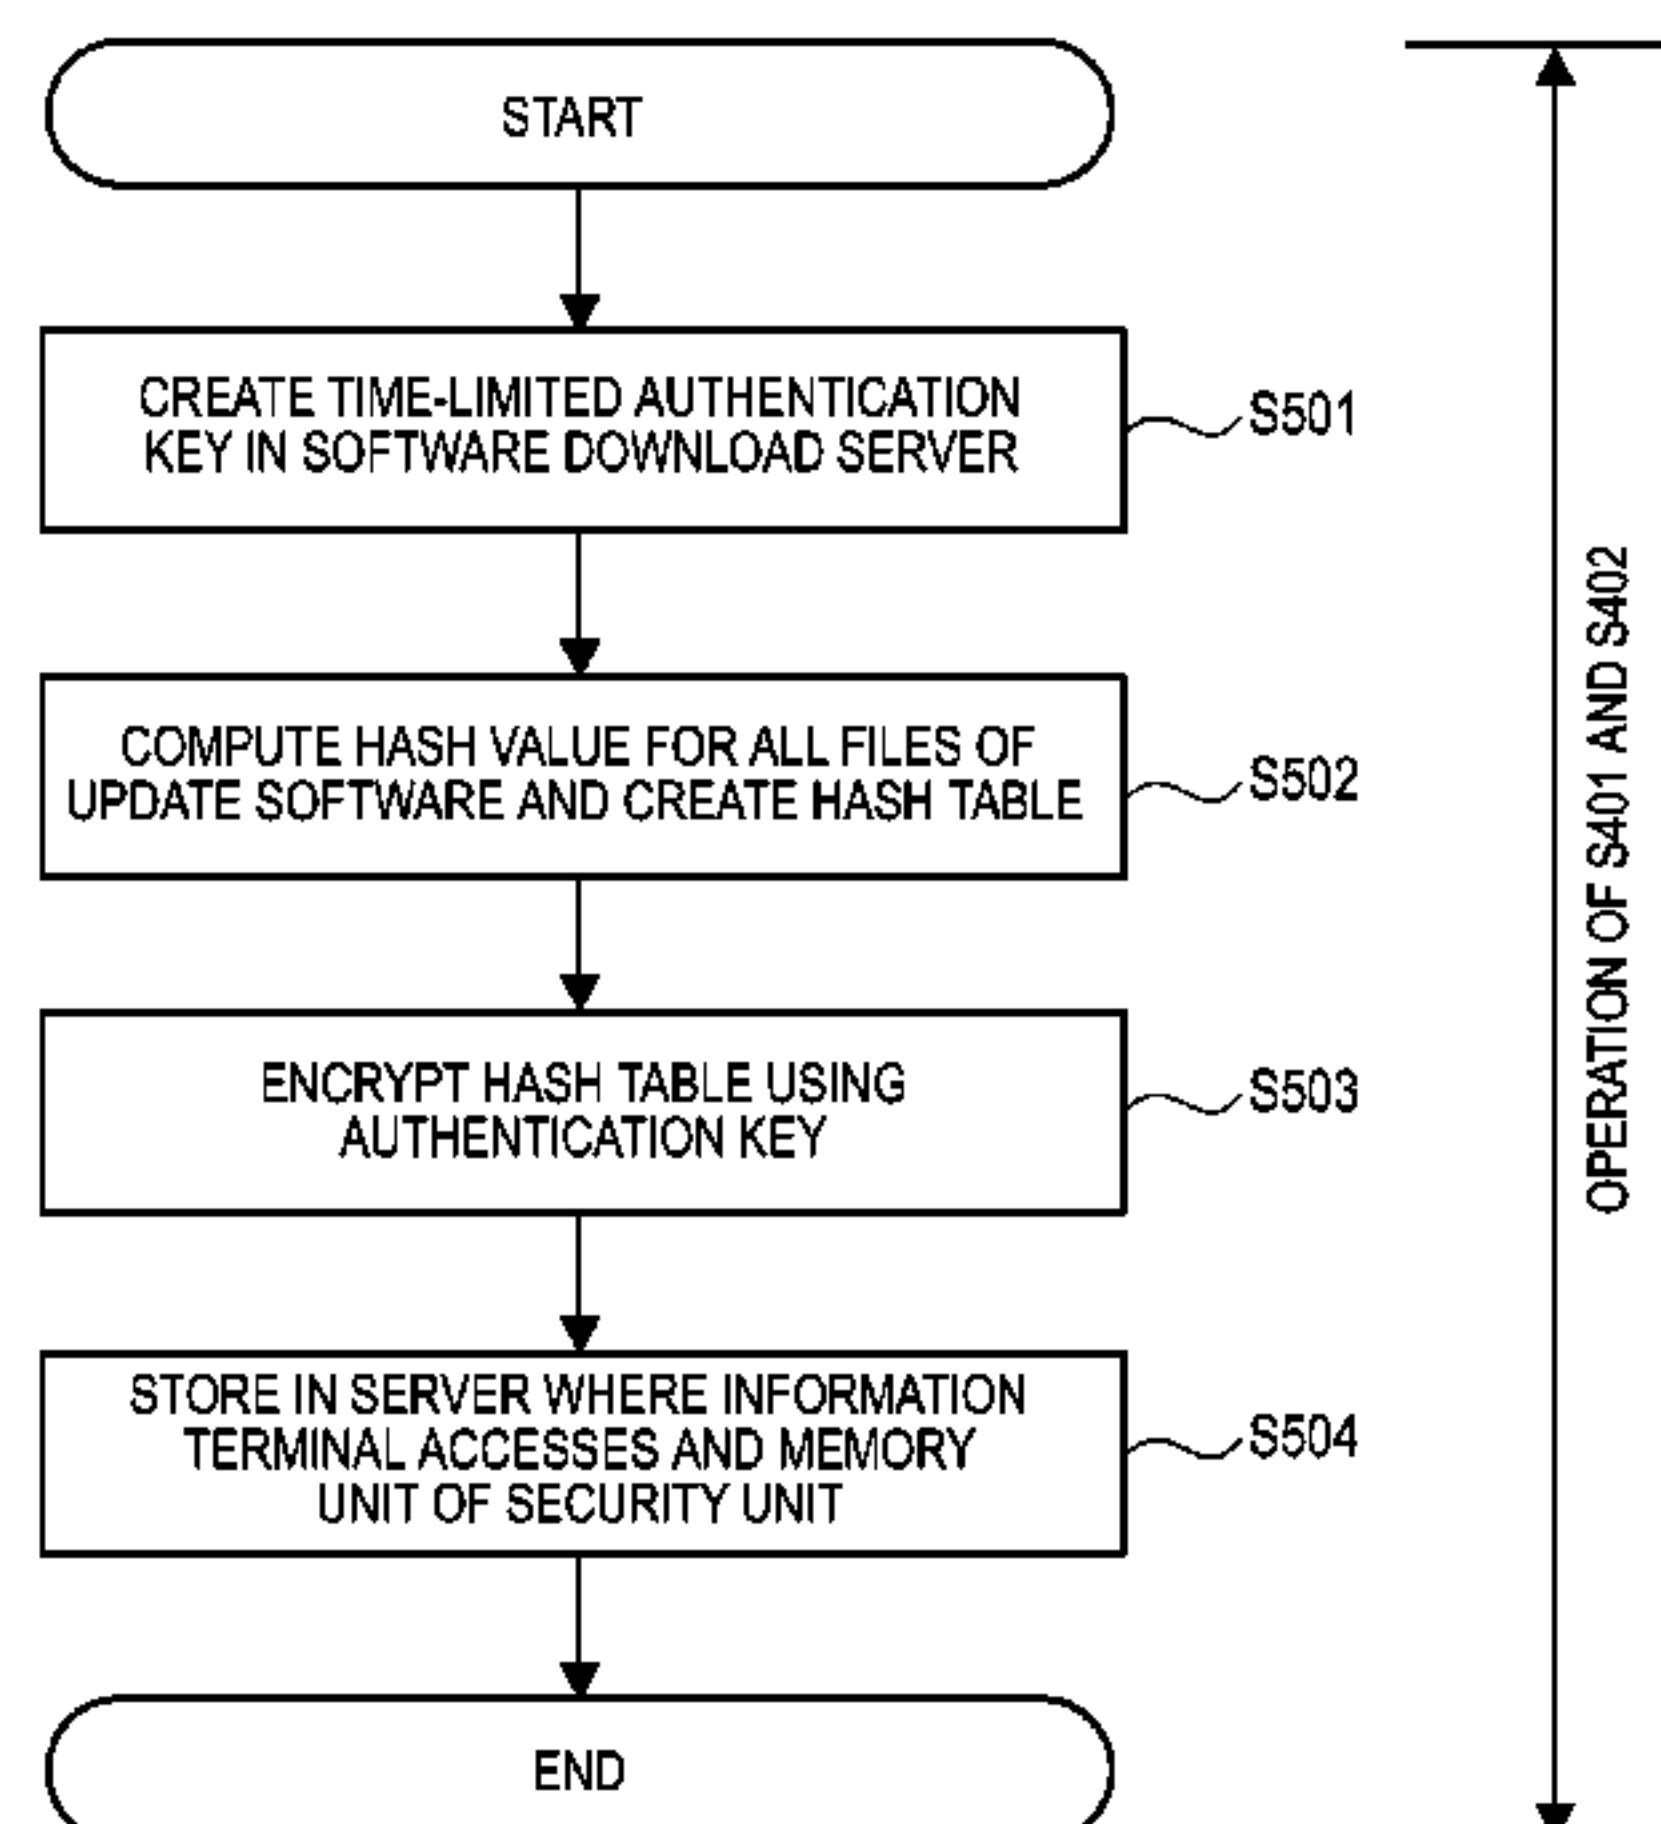 START
CREATE TIME-LIMITED AUTHENTICATION
KEY IN SOFTWARE DOWNLOAD SERVER
S501
COMPUTE HASH VALUE FOR ALL FILES OF
UPDATE SOFTWARE AND CREATE HASH TABLE
S502
ENCRYPT HASH TABLE USING
AUTHENTICATION KEY
S503
STORE IN SERVER WHERE INFORMATION
TERMINAL ACCESSES AND MEMORY
UNIT OF SECURITY UNIT
S504
END
OPERATION OF S401 AND S402